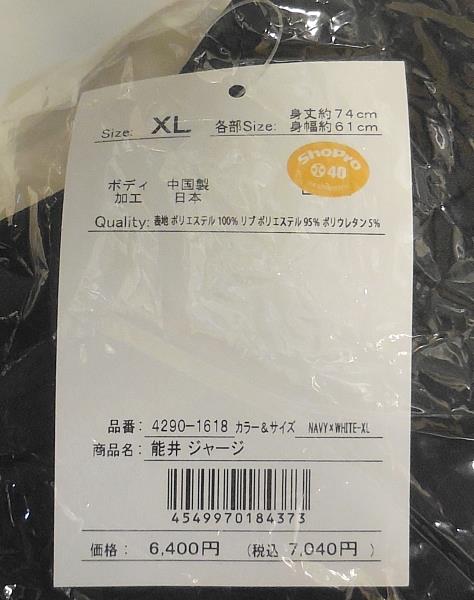 身丈約74cm
Size: XL 各部Size: 身幅約61cm
ShoPro
40
ボディ 中国製
加工 日本
Quality: 表地 ポリエステル 100% リブ ポリエステル 95% ポリウレタン 5%
品番: 4290-1618 カラー&サイズ NAVY×WHITE-XL
商品名: 能井 ジャージ
4549970184373
価格: 6,400円 (税込 7,040円)